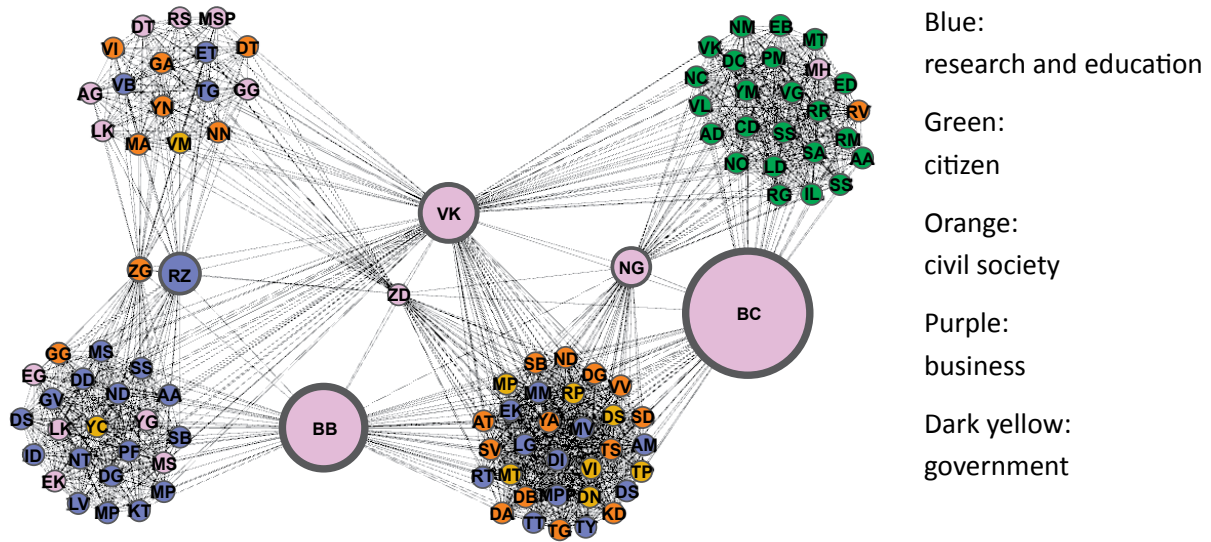 DT RS MSP
VI GA ET DT
VB TG GG
AG YN
LK MA VM NN
NM EB MT
VK DC PM MH
NC YM VG ED
VL RR RV
AD CD SS RM
NO LD SA AA
RG IL SS
VK
NG
ZG RZ
ZD
BC
BB
GG MS SS
EG DD ND AA
GV
DS LK YC YG SB
ID NT PF MS
EK DG MP
LV MP KT
SB ND DG VV
MP MM RP
EK YA DS SD
AT MV
LG TS AM
SV DI VI TP
RT MT
DB MPP DN DS
DA TT TG TY KD
Blue:
research and education
Green:
citizen
Orange:
civil society
Purple:
business
Dark yellow:
government